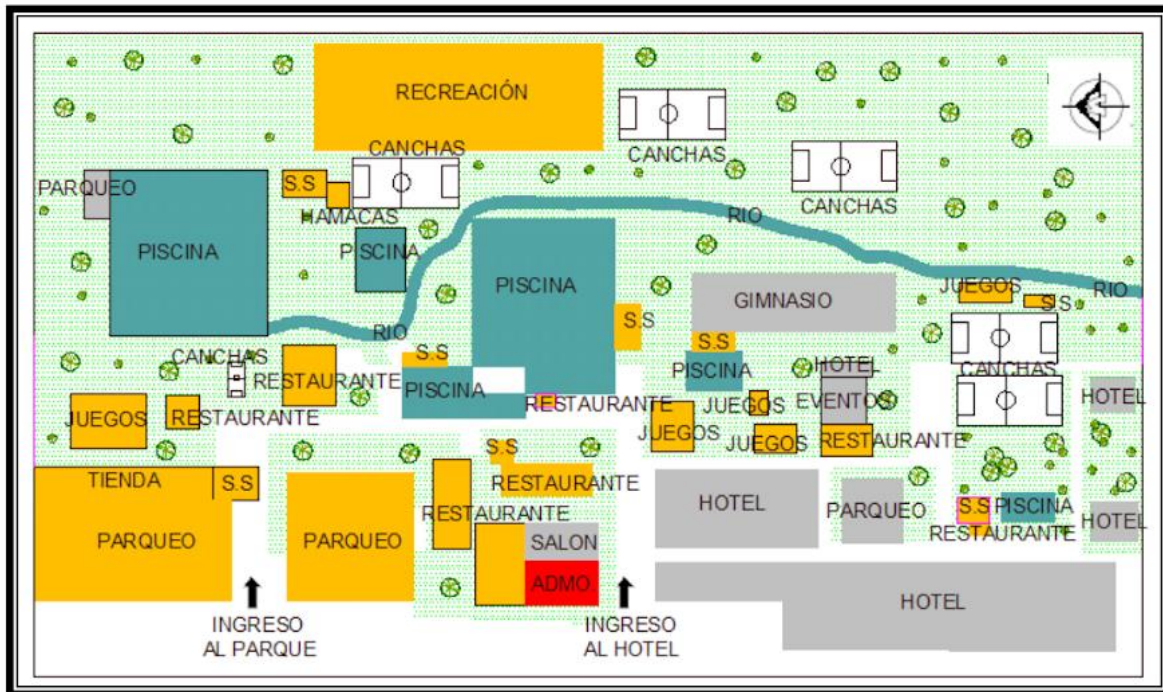 RECREACIÓN
CANCHAS
CANCHAS
PARQUEO
S.S
HAMACAS
CANCHAS
RIO
PISCINA
PISCINA
PISCINA
JUEGOS
RIO
GIMNASIO
S.S
S.S
RIO
S.S
CANCHAS
S.S
RESTAURANTE
PISCINA
PISCINA
HOTEL
CANCHAS
RESTAURANTE
JUEGOS
EVENTOS
HOTEL
JUEGOS
RESTAURANTE
JUEGOS
JUEGOS
RESTAURANTE
S.S
TIENDA
S.S
RESTAURANTE
HOTEL
PARQUEO
S.S
PISCINA
RESTAURANTE
HOTEL
RESTAURANTE
PARQUEO
PARQUEO
SALON
ADMO.
HOTEL
INGRESO
AL PARQUE
INGRESO
AL HOTEL